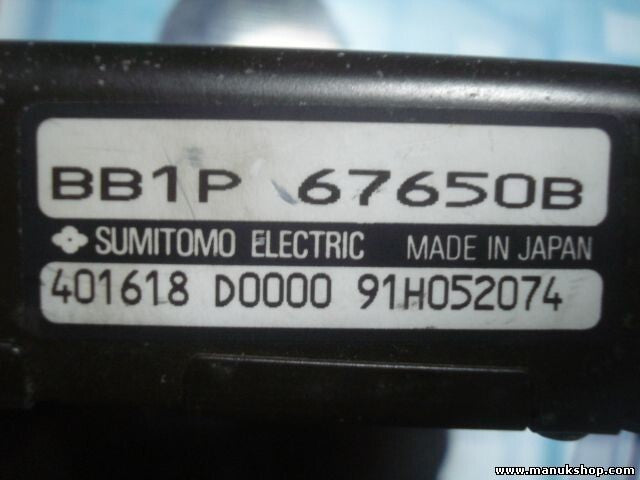 BB1P 67650B
SUMITOMO ELECTRIC MADE IN JAPAN
401618 D0000 91H052074
www.manukshop.com